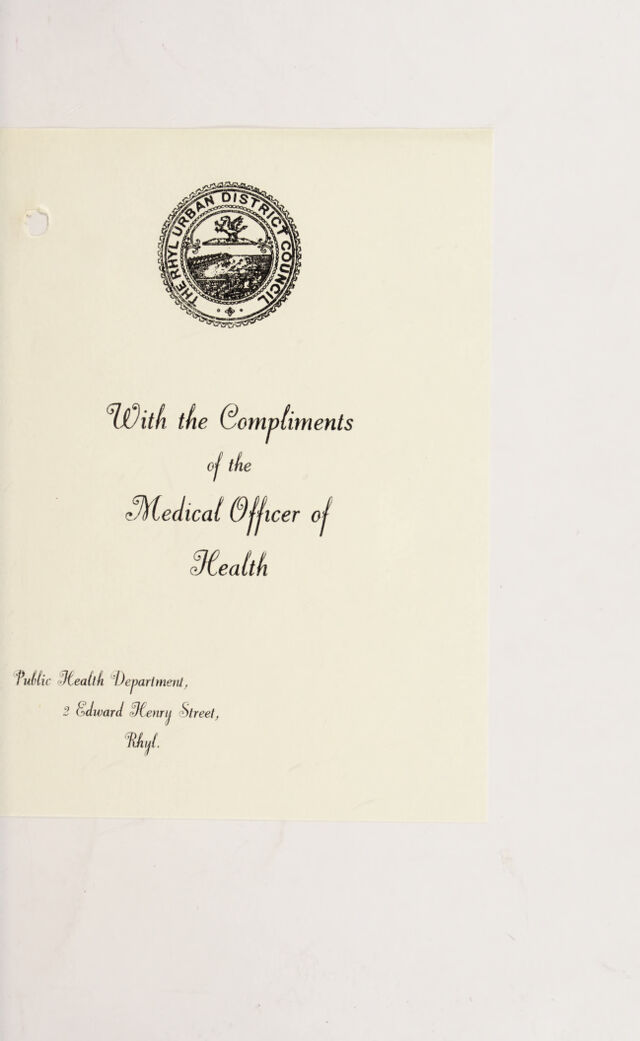 THE RHYL URBAN DISTRICT COUNCIL
With the Compliments
of the
Medical Officer of
Health
Public Health Department,
2 Edward Henry Street,
Rhyl.